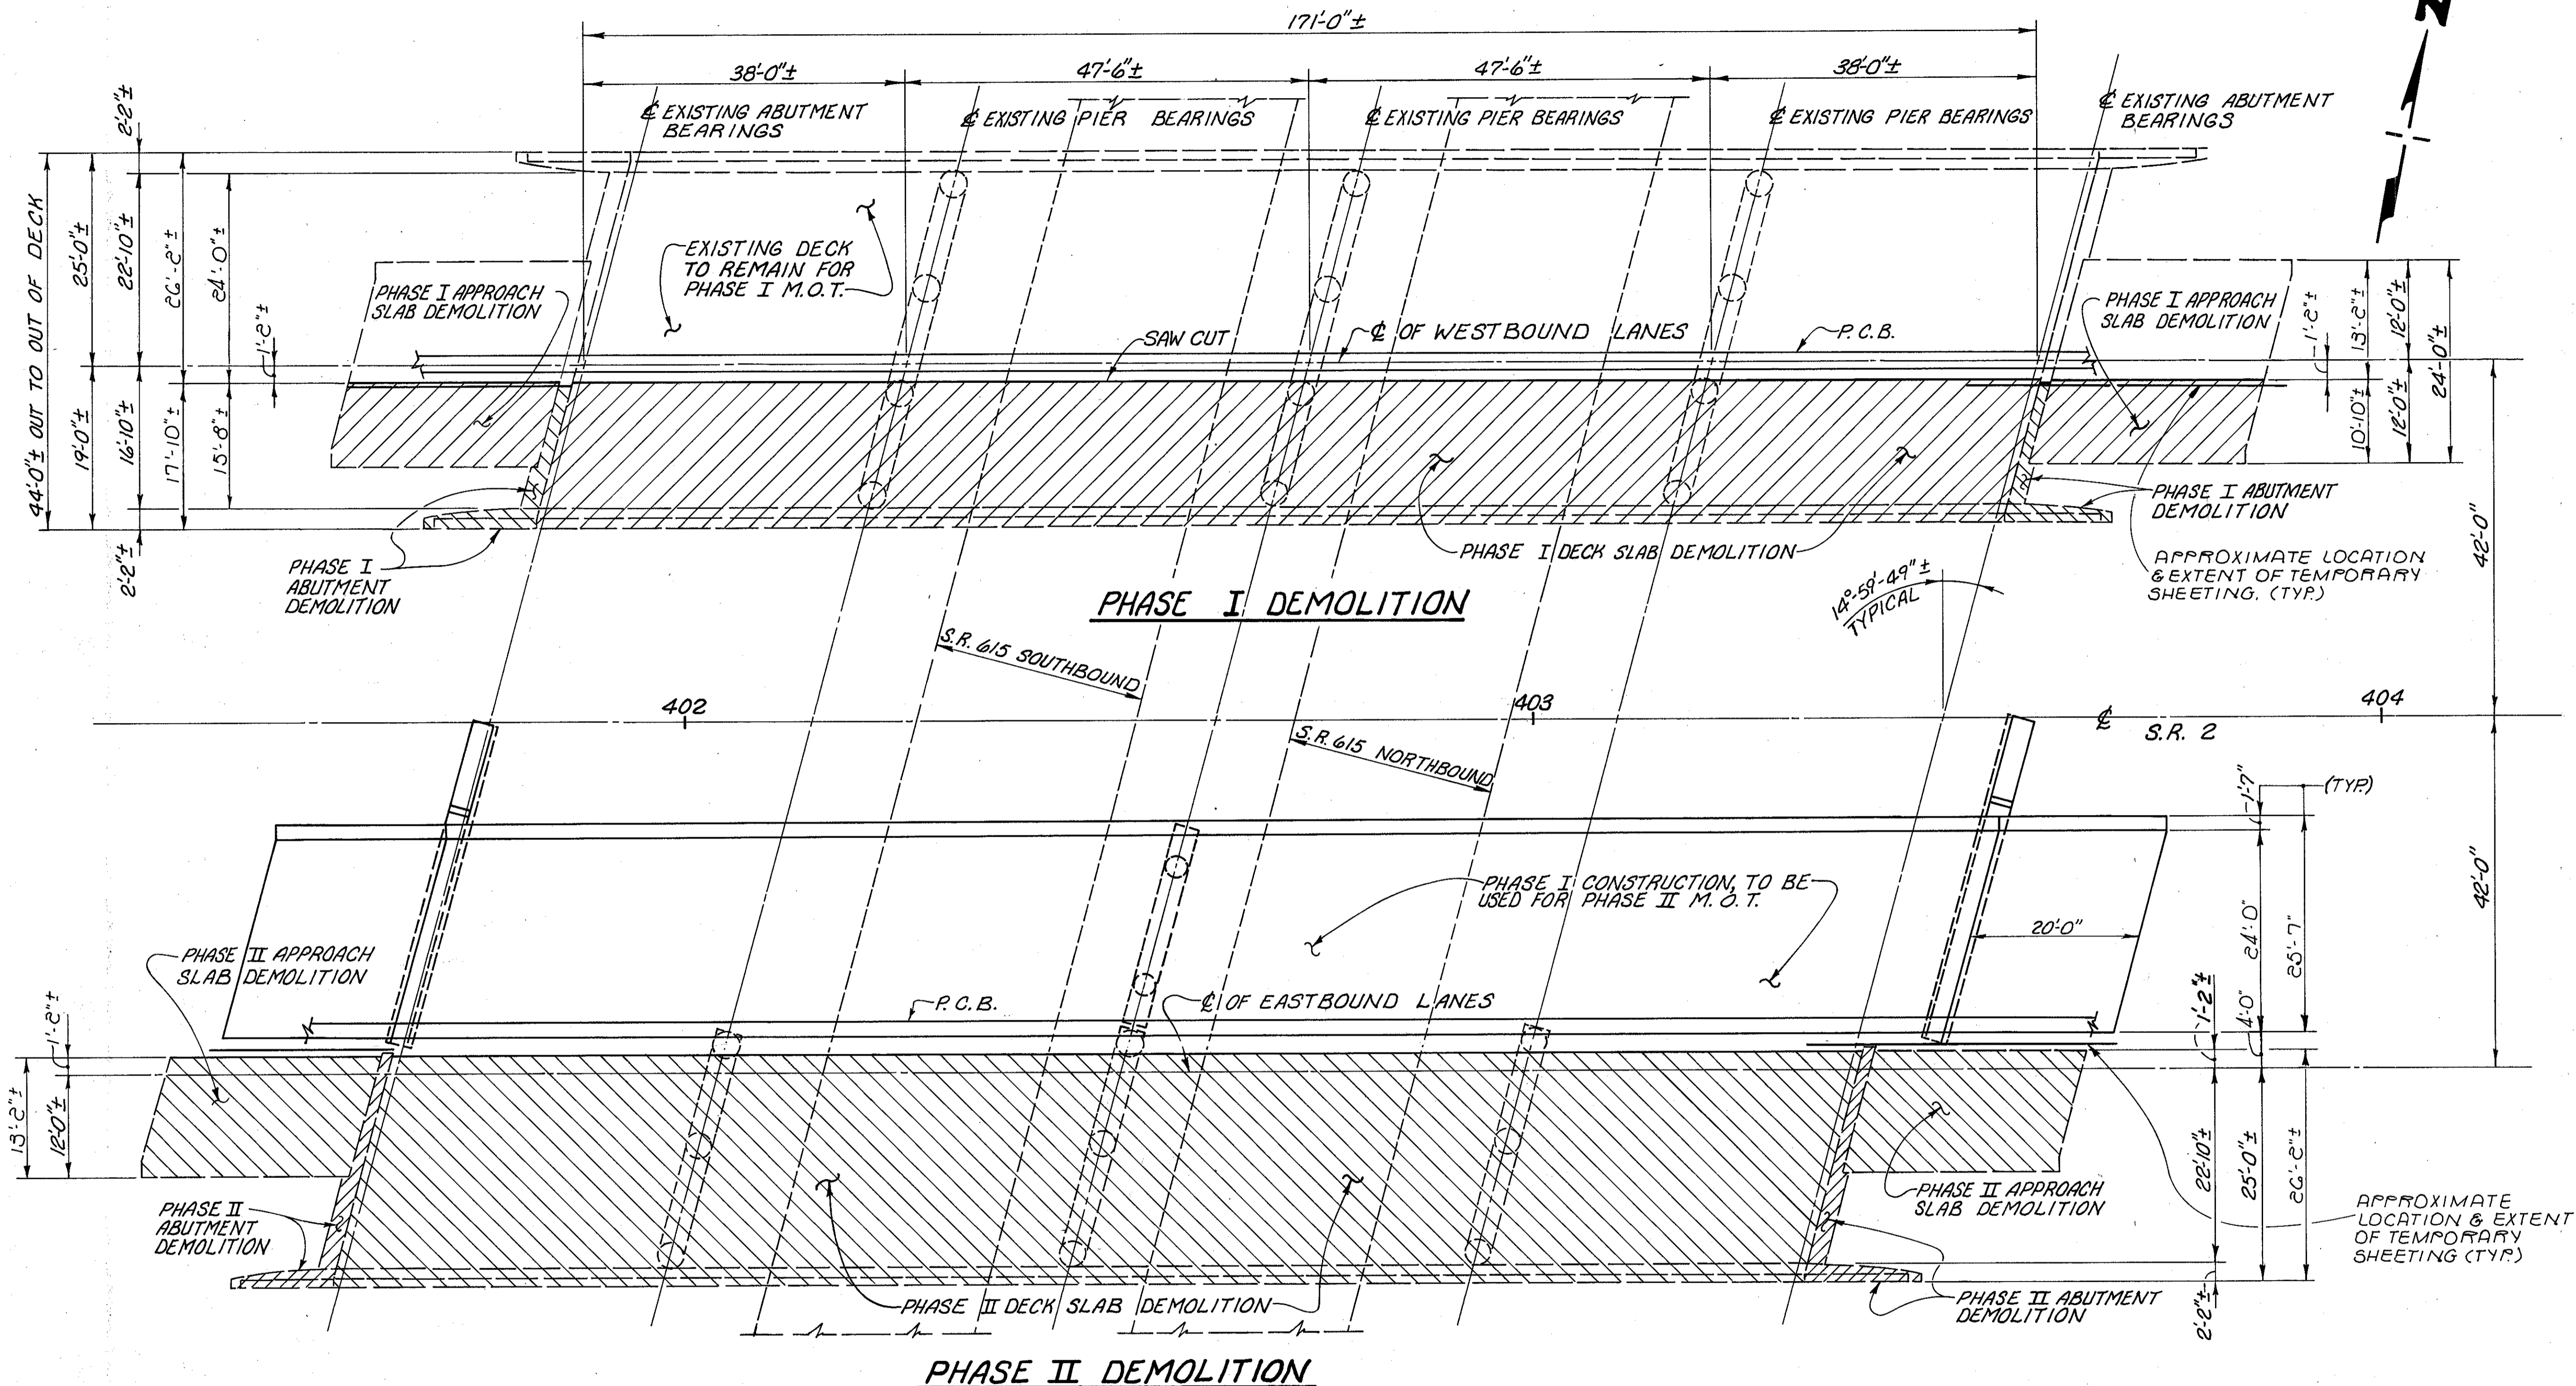 171'-0"±
38'-0"±
47'-6"±
47'-6"±
38'-0"±
N
℄ EXISTING ABUTMENT
BEARINGS
℄ EXISTING PIER BEARINGS
℄ EXISTING PIER BEARINGS
℄ EXISTING PIER BEARINGS
℄ EXISTING ABUTMENT
BEARINGS
2'-2"±
44'-0"± OUT TO OUT OF DECK
25'-0"±
22'-10"±
26'-2"±
24'-0"±
1'-2"±
19'-0"±
16'-10"±
17'-10"±
15'-8"±
2'-2"±
EXISTING DECK
TO REMAIN FOR
PHASE I M.O.T.
PHASE I APPROACH
SLAB DEMOLITION
SAW CUT
℄ OF WESTBOUND LANES
P.C.B.
PHASE I APPROACH
SLAB DEMOLITION
1'-2"±
13'-2"±
12'-0"±
24'-0"±
10'-10"±
12'-0"±
PHASE I ABUTMENT
DEMOLITION
PHASE I DECK SLAB DEMOLITION
PHASE I
ABUTMENT
DEMOLITION
APPROXIMATE LOCATION
& EXTENT OF TEMPORARY
SHEETING. (TYP.)
42'-0"
PHASE I DEMOLITION
14°-59'-49"±
TYPICAL
S.R. 615 SOUTHBOUND
402
403
404
℄
S.R. 2
S.R. 615 NORTHBOUND
1'-7"
(TYP.)
42'-0"
PHASE I CONSTRUCTION, TO BE
USED FOR PHASE II M.O.T.
20'-0"
24'-0"
25'-7"
PHASE II APPROACH
SLAB DEMOLITION
P.C.B.
℄ OF EASTBOUND LANES
1'-2"±
4'-0"
1'-2"±
13'-2"±
12'-0"±
22'-10"±
25'-0"±
26'-2"±
PHASE II APPROACH
SLAB DEMOLITION
PHASE II
ABUTMENT
DEMOLITION
APPROXIMATE
LOCATION & EXTENT
OF TEMPORARY
SHEETING (TYP.)
PHASE II DECK SLAB DEMOLITION
PHASE II ABUTMENT
DEMOLITION
2'-2"±
PHASE II DEMOLITION